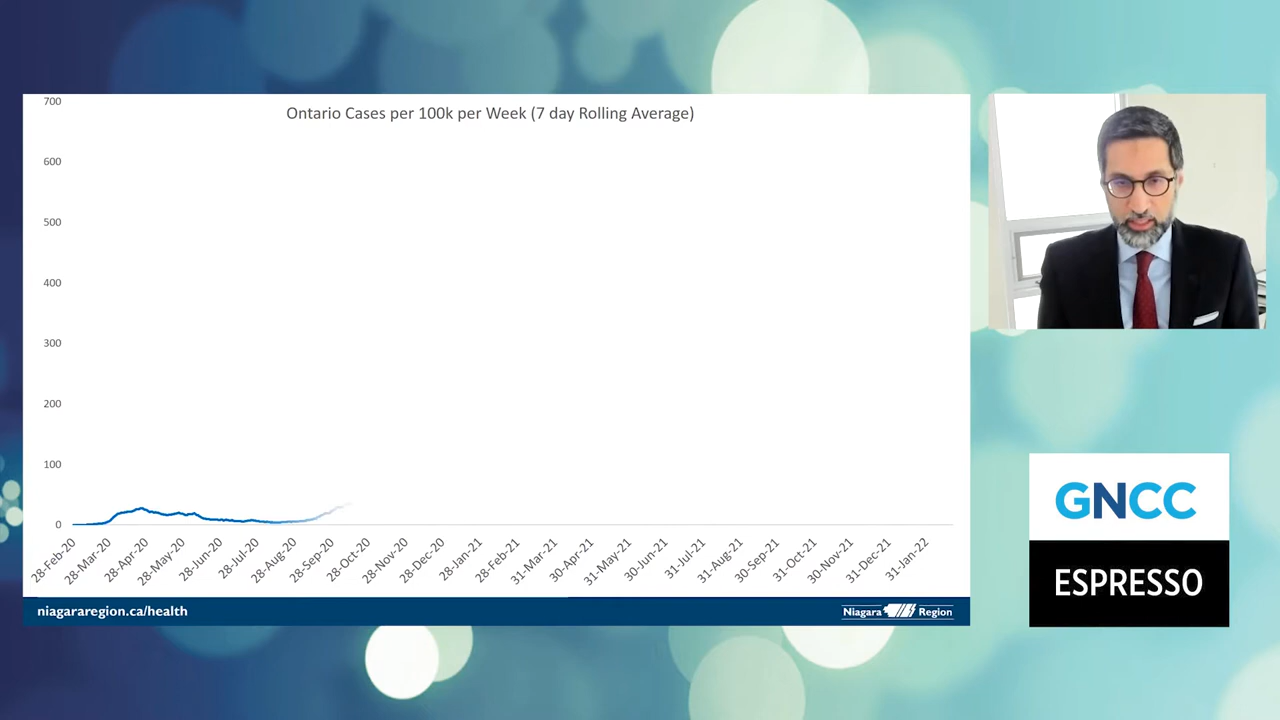 Ontario Cases per 100k per Week (7 day Rolling Average)
700
600
500
400
300
200
100
0
28-Feb-20
28-Mar-20
28-Apr-20
28-May-20
28-Jun-20
28-Jul-20
28-Aug-20
28-Sep-20
28-Oct-20
28-Nov-20
28-Dec-20
28-Jan-21
28-Feb-21
31-Mar-21
30-Apr-21
31-May-21
30-Jun-21
31-Jul-21
31-Aug-21
30-Sep-21
31-Oct-21
30-Nov-21
31-Dec-21
31-Jan-22
niagararegion.ca/health
Niagara Region
GNCC
ESPRESSO